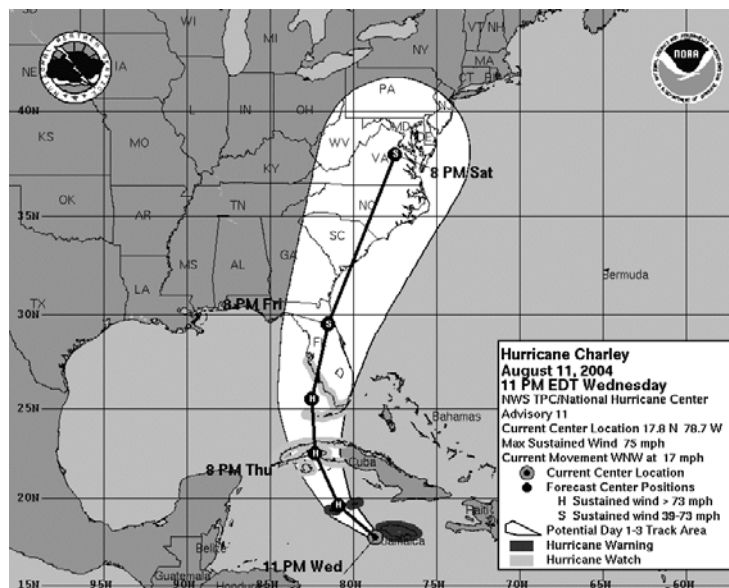 WI
MI
NY
VT
NH
MA
CT
NE
IA
PA
NJ
NOAA
40N
IN
OH
WV
MD
DE
KS
MO
KY
VA
S
8 PM Sat
OK
AR
TN
NC
35N
SC
MS
AL
GA
Bermuda
TX
LA
8 PM Fri
30N
S
FL
H
25N
Bahamas
8 PM Thu
H
Cuba
20N
H
Haiti
Jamaica
11 PM Wed
Belize
Guatemala
15N
95W
90W
85W
80W
75W
70W
65W
60W
Hurricane Charley
August 11, 2004
11 PM EDT Wednesday
NWS TPC/National Hurricane Center
Advisory 11
Current Center Location 17.8 N 78.7 W
Max Sustained Wind 75 mph
Current Movement WNW at 17 mph
Current Center Location
Forecast Center Positions
H Sustained wind > 73 mph
S Sustained wind 39-73 mph
Potential Day 1-3 Track Area
Hurricane Warning
Hurricane Watch